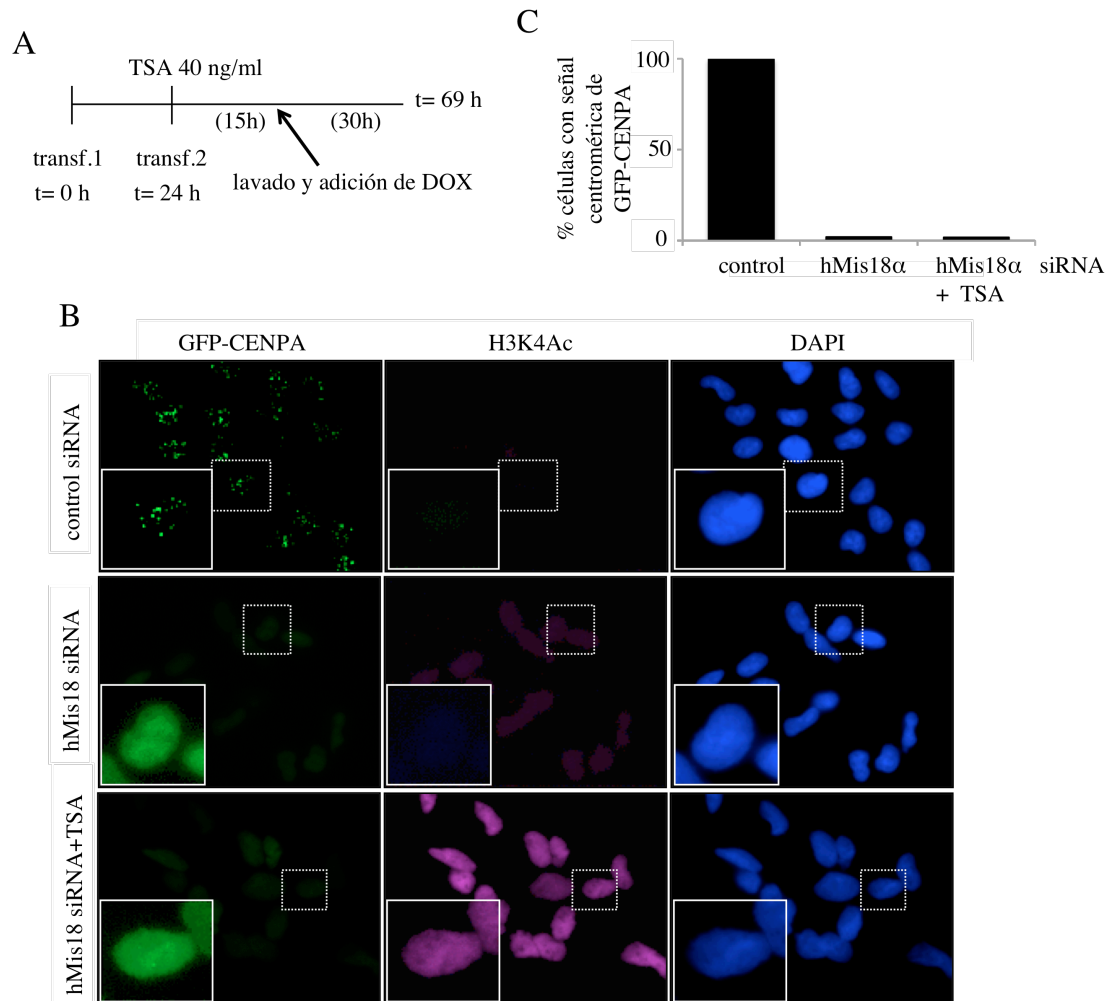 A
TSA 40 ng/ml
t= 69 h
(15h)
(30h)
transf.1
transf.2
t= 0 h
t= 24 h
lavado y adición de DOX
C
% células con señal
centromérica de
GFP-CENPA
100
50
0
control
hMis18α
hMis18α
+ TSA
siRNA
B
GFP-CENPA
H3K4Ac
DAPI
control siRNA
hMis18 siRNA
hMis18 siRNA+TSA